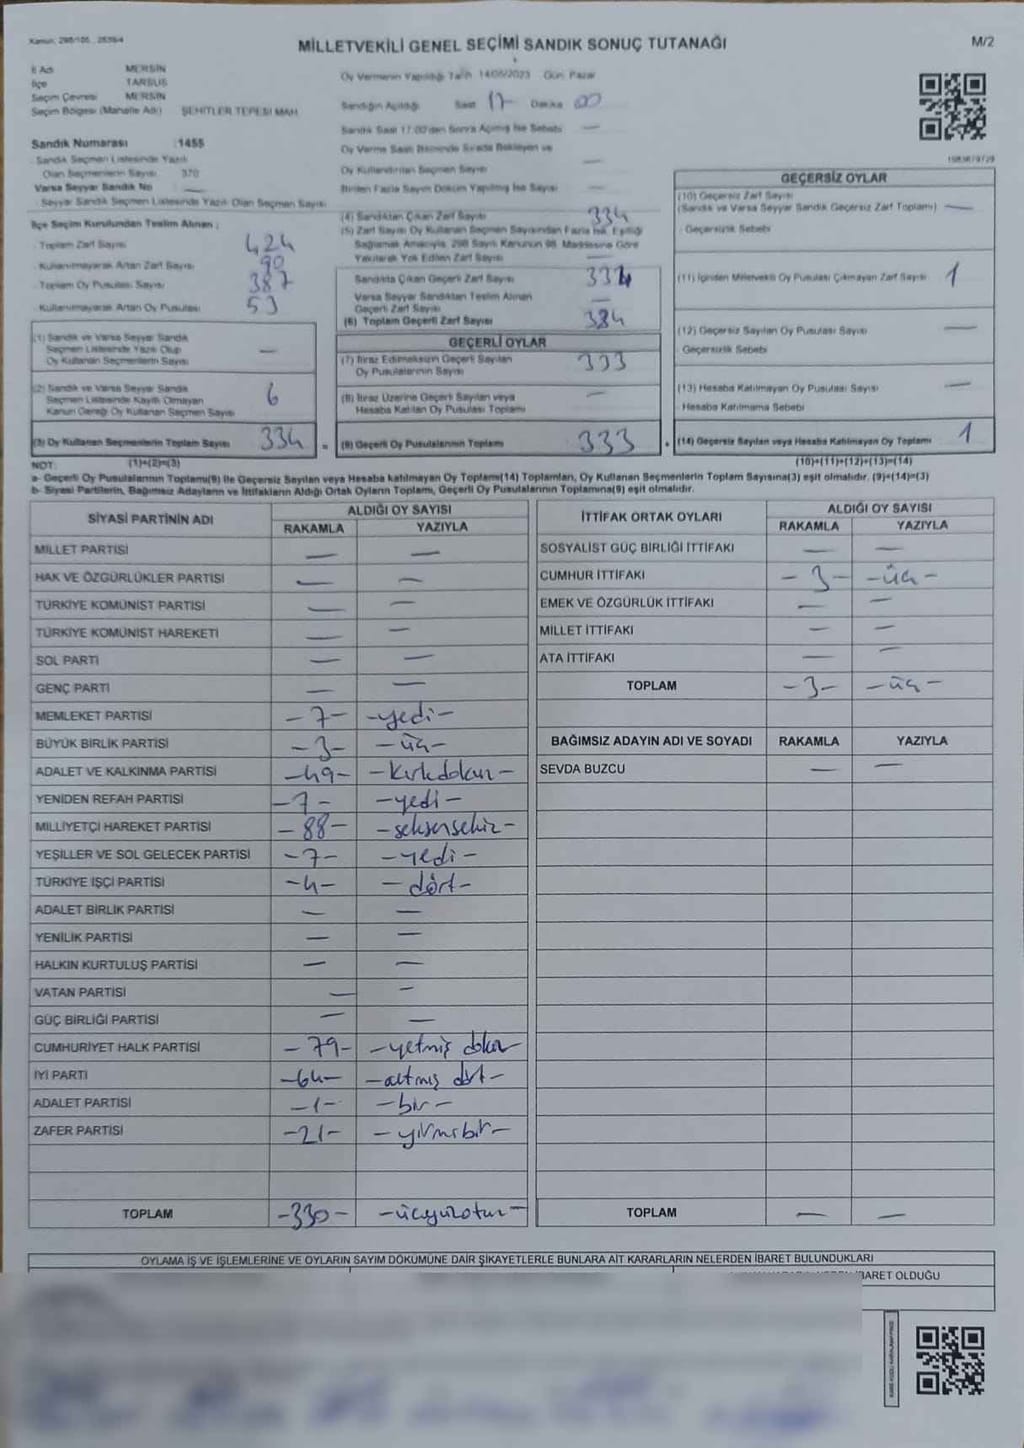 Kanun: 298/105
MİLLETVEKİLİ GENEL SEÇİMİ SANDIK SONUÇ TUTANAĞI
M/2
İl Adı MERSİN
İlçe TARSUS
Seçim Çevresi MERSİN
Seçim Bölgesi (Mahalle Adı) ŞEHİTLER TEPESİ MAH
Sandık Numarası :1455
Sandık Seçmen Listesinde Yazılı
Olan Seçmenlerin Sayısı 370
Varsa Seyyar Sandık No —
Seyyar Sandık Seçmen Listesinde Yazılı Olan Seçmen Sayısı
İlçe Seçim Kurulundan Teslim Alınan ;
Toplam Zarf Sayısı 424
Kullanılmayarak Artan Zarf Sayısı 90
Toplam Oy Pusulası Sayısı 387
Kullanılmayarak Artan Oy Pusulası 53
(1) Sandık ve Varsa Seyyar Sandık
Seçmen Listesinde Yazılı Olup
Oy Kullanan Seçmenlerin Sayısı —
(2) Sandık ve Varsa Seyyar Sandık
Seçmen Listesinde Kayıtlı Olmayan
Kanun Gereği Oy Kullanan Seçmen Sayısı 6
(3) Oy Kullanan Seçmenlerin Toplam Sayısı 334 =
Oy Vermenin Yapıldığı Tarih 14/05/2023 Gün Pazar
Sandığın Açıldığı Saat 17 Dakika 00
Sandık Saat 17:00'den Sonra Açılmış İse Sebebi —
Oy Verme Saati Bitiminde Sırada Bekleyen ve
Oy Kullandırılan Seçmen Sayısı —
Birden Fazla Sayım Döküm Yapılmış İse Sayısı —
(4) Sandıktan Çıkan Zarf Sayısı 334
(5) Zarf Sayısı Oy Kullanan Seçmen Sayısından Fazla İse, Eşitliği
Sağlamak Amacıyla, 298 Sayılı Kanunun 98. Maddesine Göre
Yakılarak Yok Edilen Zarf Sayısı —
Sandıkta Çıkan Geçerli Zarf Sayısı 334
Varsa Seyyar Sandıktan Teslim Alınan
Geçerli Zarf Sayısı —
(6) Toplam Geçerli Zarf Sayısı 384
GEÇERLİ OYLAR
(7) İtiraz Edilmeksizin Geçerli Sayılan
Oy Pusulalarının Sayısı 333
(8) İtiraz Üzerine Geçerli Sayılan veya
Hesaba Katılan Oy Pusulası Toplamı —
(9) Geçerli Oy Pusulalarının Toplamı 333 +
GEÇERSİZ OYLAR
(10) Geçersiz Zarf Sayısı
(Sandık ve Varsa Seyyar Sandık Geçersiz Zarf Toplamı) —
Geçersizlik Sebebi
(11) İçinden Milletvekili Oy Pusulası Çıkmayan Zarf Sayısı 1
(12) Geçersiz Sayılan Oy Pusulası Sayısı —
Geçersizlik Sebebi
(13) Hesaba Katılmayan Oy Pusulası Sayısı —
Hesaba Katılmama Sebebi
(14) Geçersiz Sayılan veya Hesaba Katılmayan Oy Toplamı 1
NOT: (1)+(2)=(3) (10)+(11)+(12)+(13)=(14)
a- Geçerli Oy Pusulalarının Toplamı(9) ile Geçersiz Sayılan veya Hesaba katılmayan Oy Toplamı(14) Toplamları, Oy Kullanan Seçmenlerin Toplam Sayısına(3) eşit olmalıdır. (9)+(14)=(3)
b- Siyasi Partilerin, Bağımsız Adayların ve İttifakların Aldığı Ortak Oyların Toplamı, Geçerli Oy Pusulalarının Toplamına(9) eşit olmalıdır.
SİYASİ PARTİNİN ADI ALDIĞI OY SAYISI
RAKAMLA YAZIYLA
MİLLET PARTİSİ — —
HAK VE ÖZGÜRLÜKLER PARTİSİ — —
TÜRKİYE KOMÜNİST PARTİSİ — —
TÜRKİYE KOMÜNİST HAREKETİ — —
SOL PARTİ — —
GENÇ PARTİ — —
MEMLEKET PARTİSİ -7- -yedi-
BÜYÜK BİRLİK PARTİSİ -3- -üç-
ADALET VE KALKINMA PARTİSİ -49- -kırkdokuz-
YENİDEN REFAH PARTİSİ -7- -yedi-
MİLLİYETÇİ HAREKET PARTİSİ -88- -seksensekiz-
YEŞİLLER VE SOL GELECEK PARTİSİ -7- -yedi-
TÜRKİYE İŞÇİ PARTİSİ -4- -dört-
ADALET BİRLİK PARTİSİ — —
YENİLİK PARTİSİ — —
HALKIN KURTULUŞ PARTİSİ — —
VATAN PARTİSİ — —
GÜÇ BİRLİĞİ PARTİSİ — —
CUMHURİYET HALK PARTİSİ -79- -yetmiş dokuz
İYİ PARTİ -64- -altmış dört-
ADALET PARTİSİ -1- -bir-
ZAFER PARTİSİ -21- -yirmibir-
TOPLAM -330- -üçyüzotuz-
İTTİFAK ORTAK OYLARI ALDIĞI OY SAYISI
RAKAMLA YAZIYLA
SOSYALİST GÜÇ BİRLİĞİ İTTİFAKI — —
CUMHUR İTTİFAKI -3- -üç-
EMEK VE ÖZGÜRLÜK İTTİFAKI — —
MİLLET İTTİFAKI — —
ATA İTTİFAKI — —
TOPLAM -3- -üç-
BAĞIMSIZ ADAYIN ADI VE SOYADI RAKAMLA YAZIYLA
SEVDA BUZCU — —
TOPLAM — —
OYLAMA İŞ VE İŞLEMLERİNE VE OYLARIN SAYIM DÖKÜMÜNE DAİR ŞİKAYETLERLE BUNLARA AİT KARARLARIN NELERDEN İBARET BULUNDUKLARI
OLDUĞU